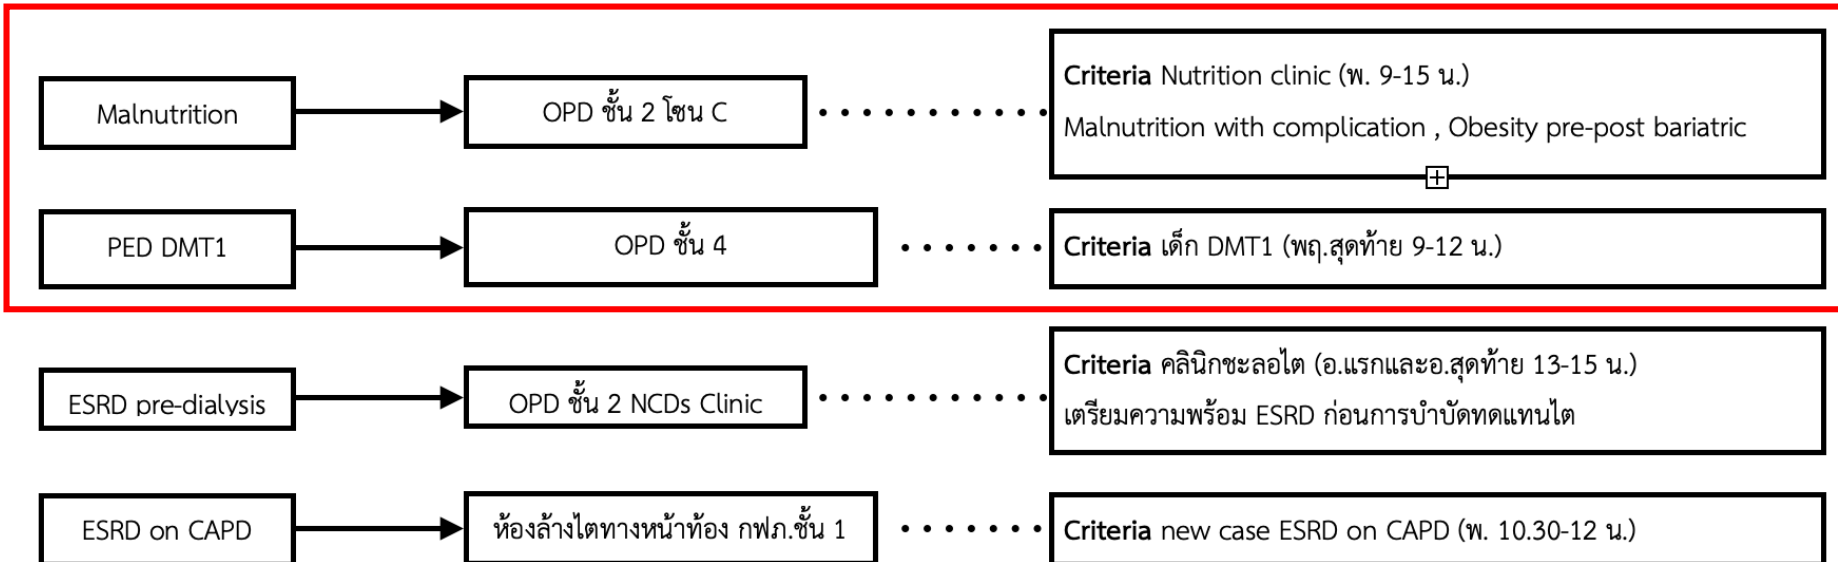 Malnutrition
OPD ชั้น 2 โซน C
Criteria Nutrition clinic (พ. 9-15 น.)
Malnutrition with complication , Obesity pre-post bariatric
PED DMT1
OPD ชั้น 4
Criteria เด็ก DMT1 (พฤ.สุดท้าย 9-12 น.)
ESRD pre-dialysis
OPD ชั้น 2 NCDs Clinic
Criteria คลินิกชะลอไต (อ.แรกและอ.สุดท้าย 13-15 น.)
เตรียมความพร้อม ESRD ก่อนการบำบัดทดแทนไต
ESRD on CAPD
ห้องล้างไตทางหน้าท้อง กฟภ.ชั้น 1
Criteria new case ESRD on CAPD (พ. 10.30-12 น.)